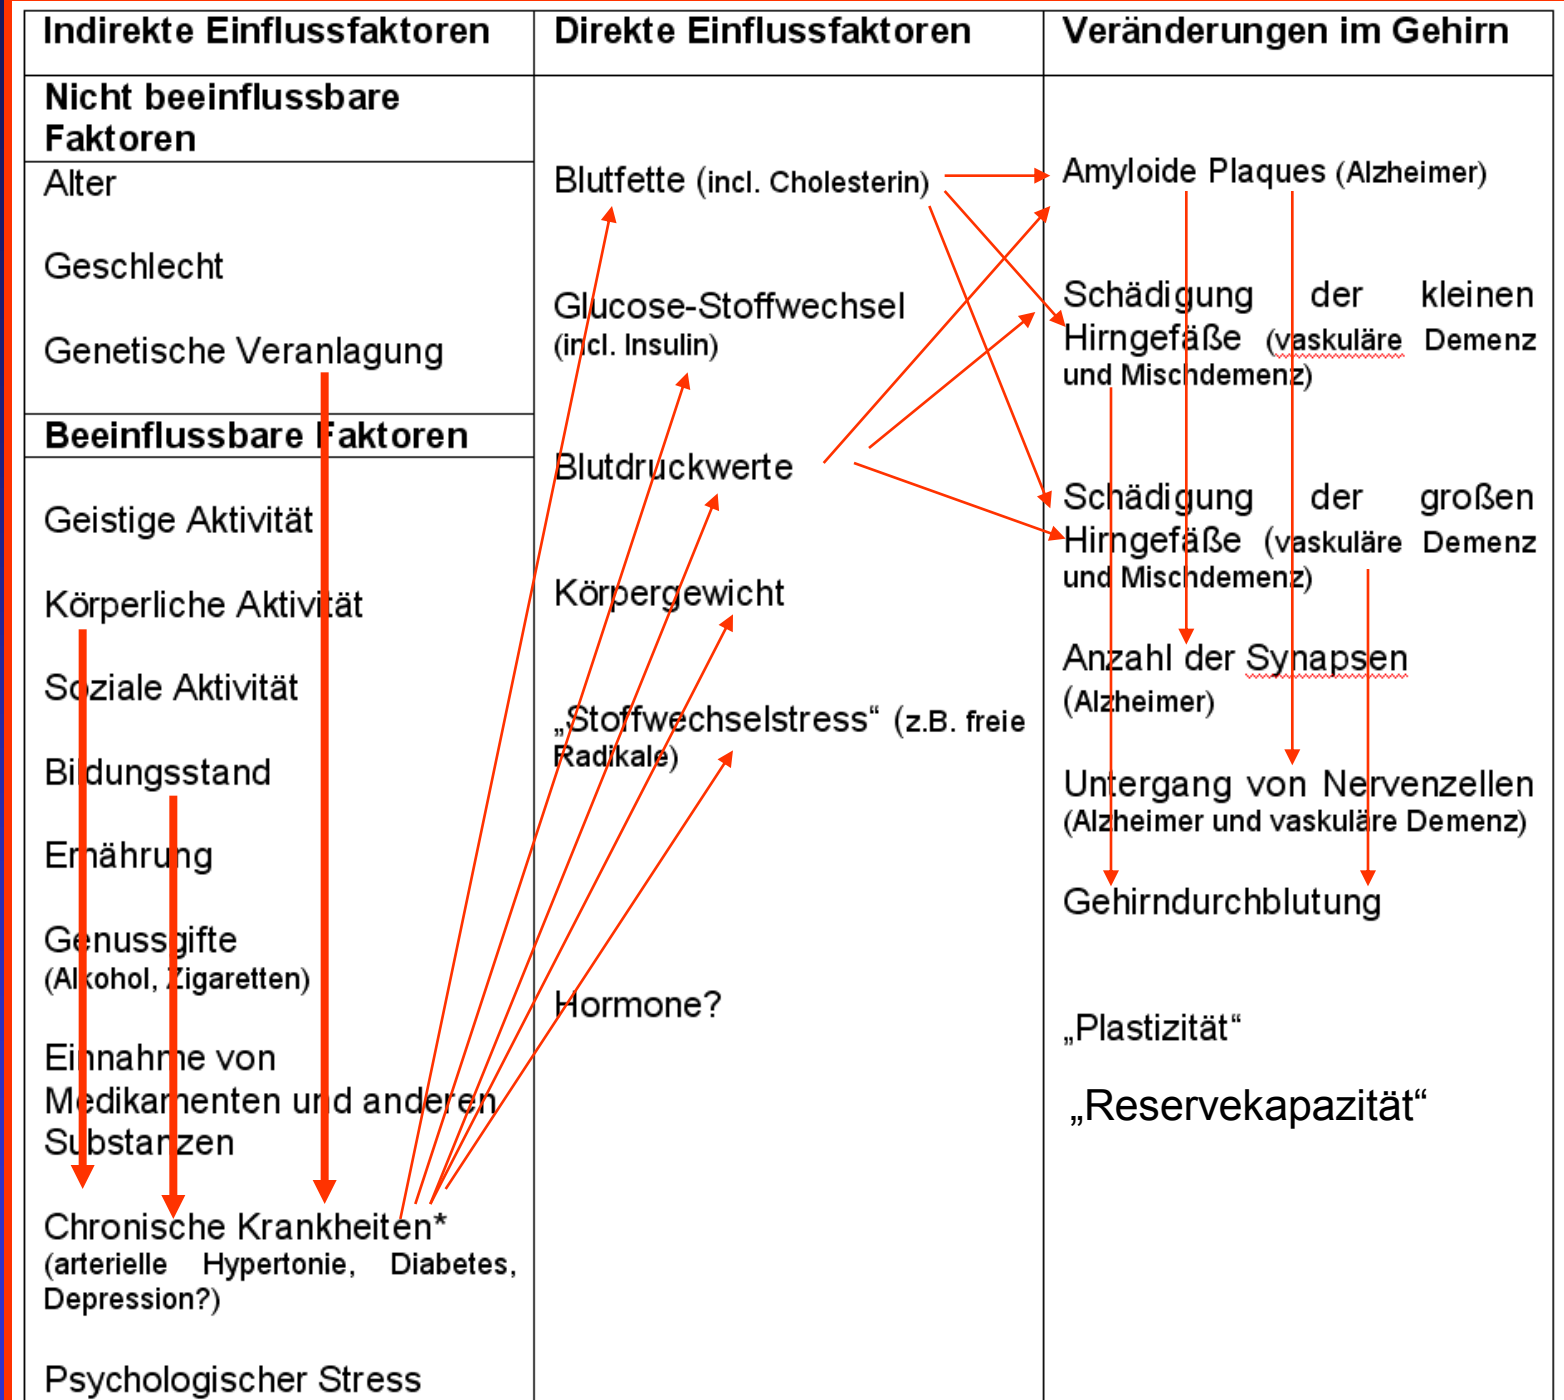 Indirekte Einflussfaktoren
Nicht beeinflussbare
Faktoren
Alter
Geschlecht
Genetische Veranlagung
Beeinflussbare Faktoren
Geistige Aktivität
Körperliche Aktivität
Soziale Aktivität
Bildungsstand
Ernährung
Genussgifte
(Alkohol, Zigaretten)
Einnahme von
Medikamenten und anderen
Substanzen
Chronische Krankheiten*
(arterielle Hypertonie, Diabetes,
Depression?)
Psychologischer Stress
Direkte Einflussfaktoren
Blutfette (incl. Cholesterin)
Glucose-Stoffwechsel
(incl. Insulin)
Blutdruckwerte
Körpergewicht
„Stoffwechselstress“ (z.B. freie
Radikale)
Hormone?
Veränderungen im Gehirn
Amyloide Plaques (Alzheimer)
Schädigung der kleinen
Hirngefäße (vaskuläre Demenz
und Mischdemenz)
Schädigung der großen
Hirngefäße (vaskuläre Demenz
und Mischdemenz)
Anzahl der Synapsen
(Alzheimer)
Untergang von Nervenzellen
(Alzheimer und vaskuläre Demenz)
Gehirndurchblutung
„Plastizität“
„Reservekapazität“